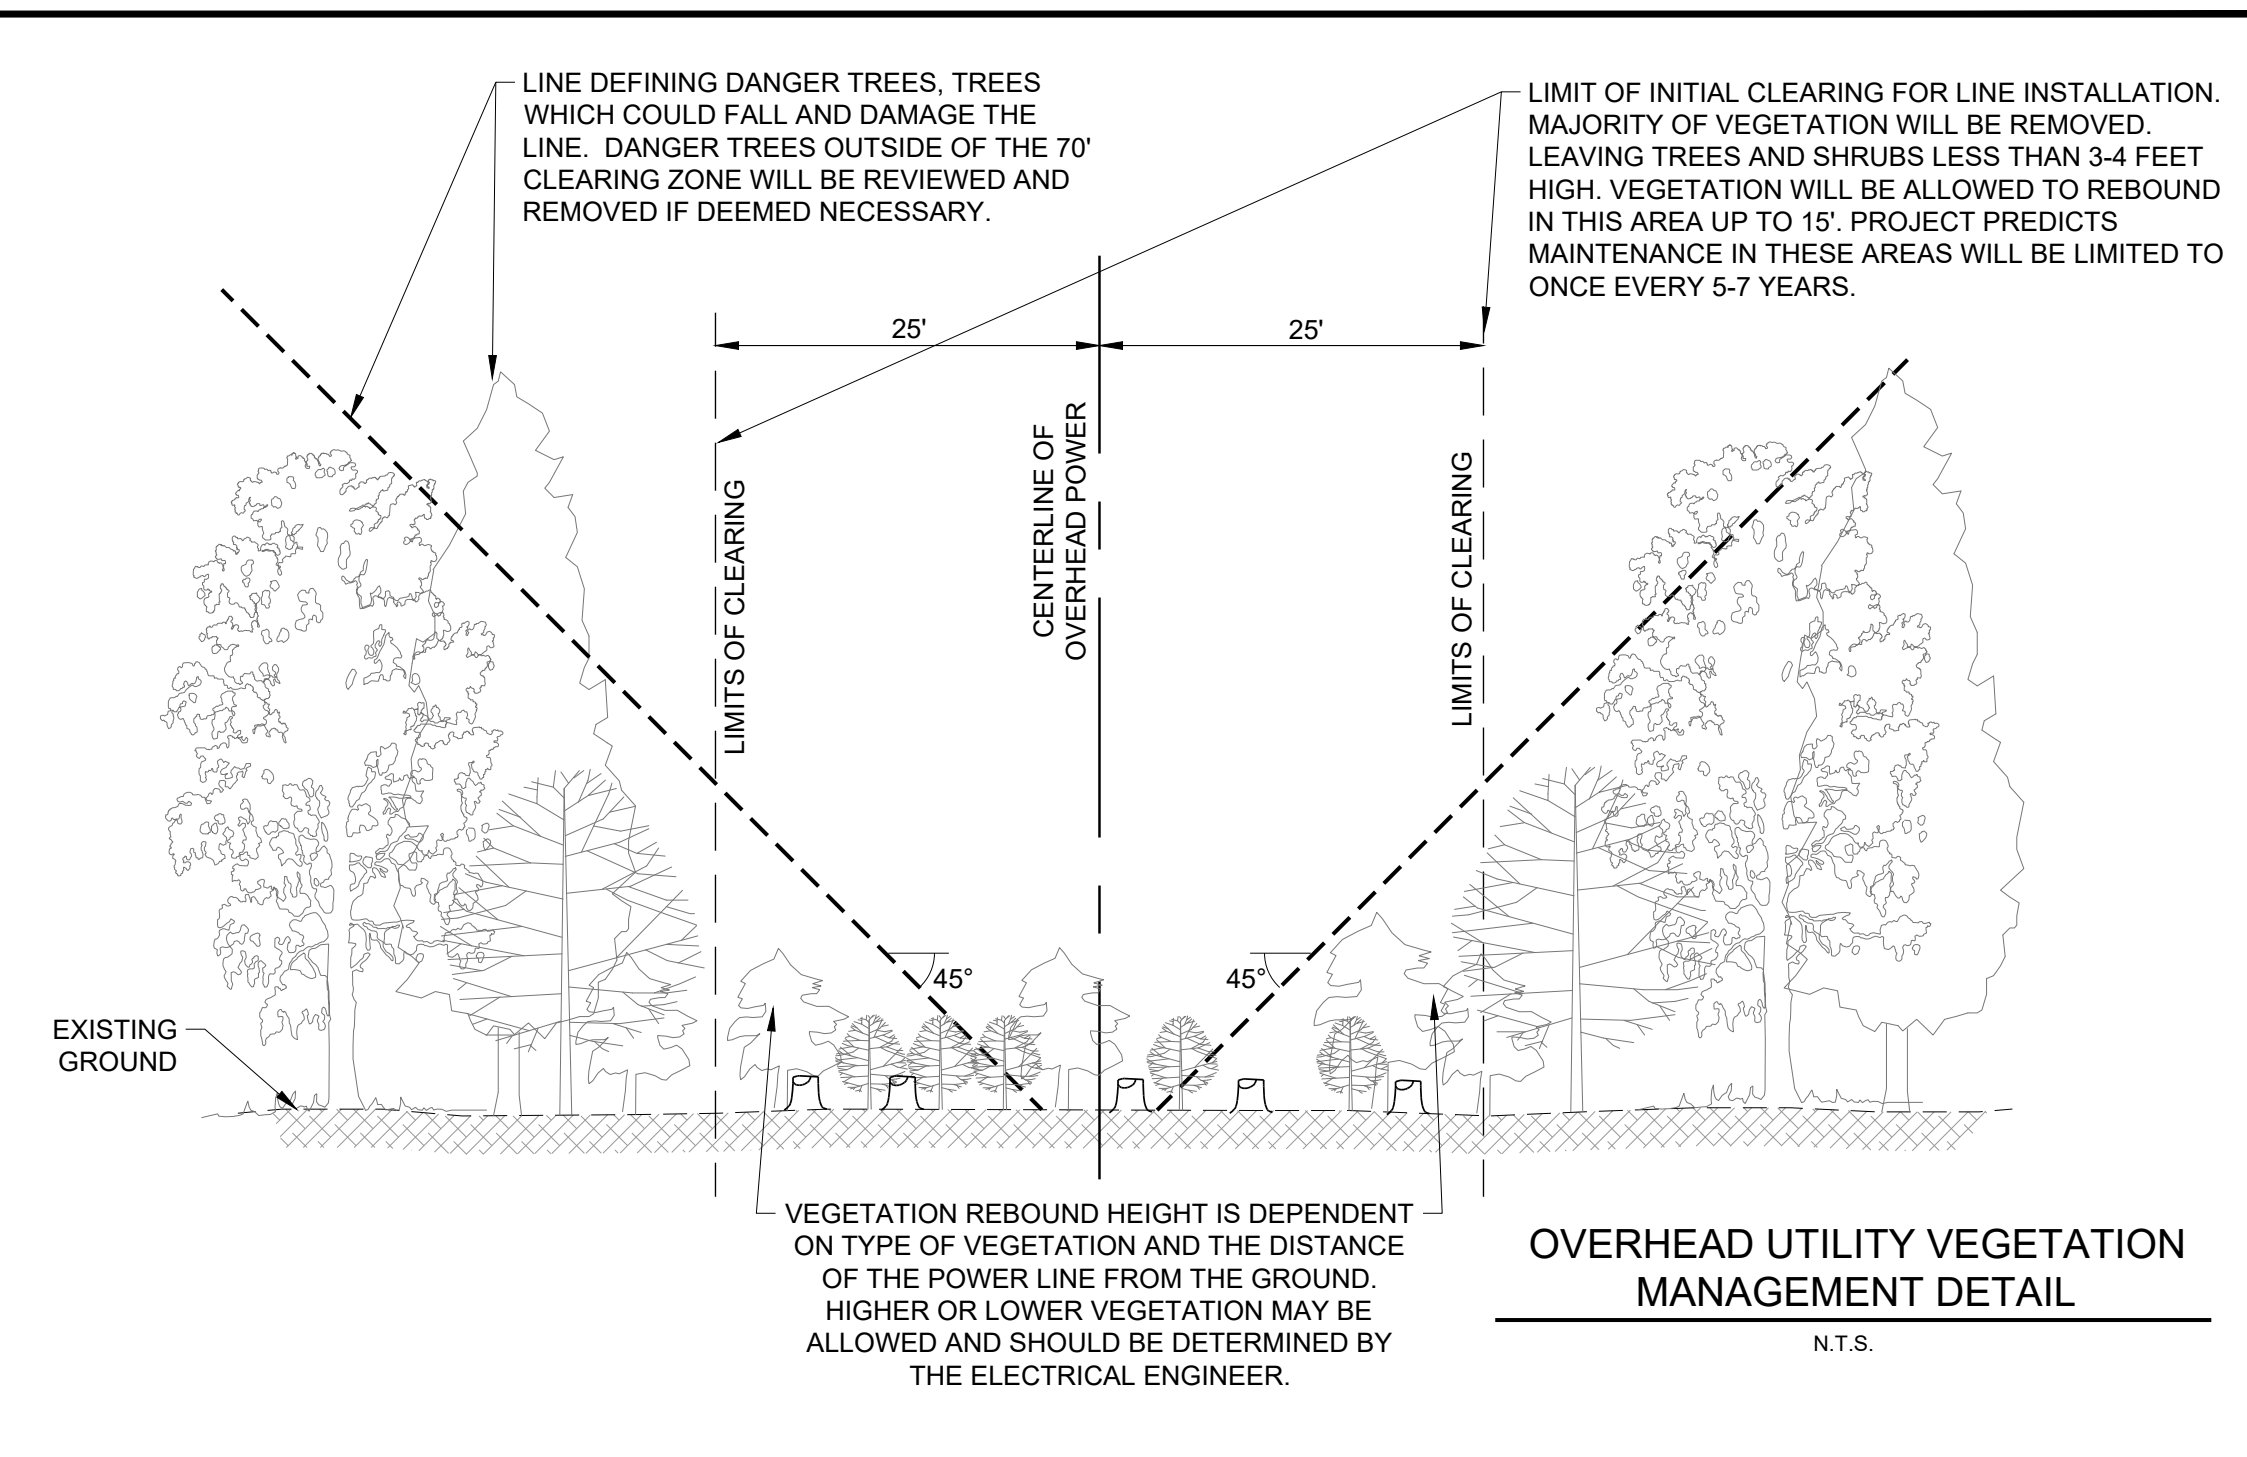 LINE DEFINING DANGER TREES, TREES
WHICH COULD FALL AND DAMAGE THE
LINE. DANGER TREES OUTSIDE OF THE 70'
CLEARING ZONE WILL BE REVIEWED AND
REMOVED IF DEEMED NECESSARY.
LIMIT OF INITIAL CLEARING FOR LINE INSTALLATION.
MAJORITY OF VEGETATION WILL BE REMOVED.
LEAVING TREES AND SHRUBS LESS THAN 3-4 FEET
HIGH. VEGETATION WILL BE ALLOWED TO REBOUND
IN THIS AREA UP TO 15'. PROJECT PREDICTS
MAINTENANCE IN THESE AREAS WILL BE LIMITED TO
ONCE EVERY 5-7 YEARS.
25'
25'
LIMITS OF CLEARING
CENTERLINE OF
OVERHEAD POWER
LIMITS OF CLEARING
45°
45°
EXISTING
GROUND
VEGETATION REBOUND HEIGHT IS DEPENDENT
ON TYPE OF VEGETATION AND THE DISTANCE
OF THE POWER LINE FROM THE GROUND.
HIGHER OR LOWER VEGETATION MAY BE
ALLOWED AND SHOULD BE DETERMINED BY
THE ELECTRICAL ENGINEER.
OVERHEAD UTILITY VEGETATION
MANAGEMENT DETAIL
N.T.S.